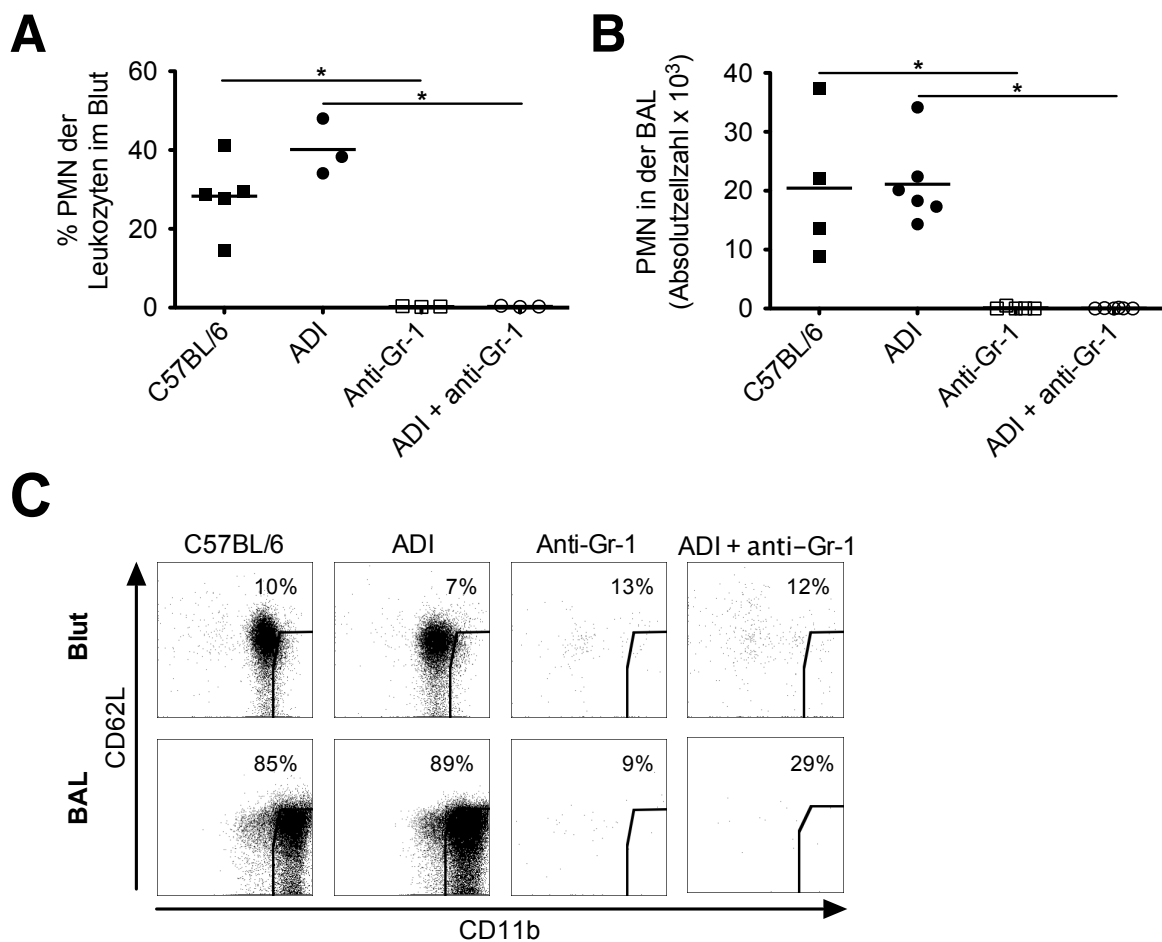 A
% PMN der
Leukozyten im Blut
60
40
20
0
*
*
C57BL/6
ADI
Anti-Gr-1
ADI + anti-Gr-1
B
PMN in der BAL
(Absolutzellzahl x 10³)
40
30
20
10
0
*
*
C57BL/6
ADI
Anti-Gr-1
ADI + anti-Gr-1
C
C57BL/6 ADI Anti-Gr-1 ADI + anti–Gr-1
Blut
10% 7% 13% 12%
CD62L
BAL
85% 89% 9% 29%
CD11b